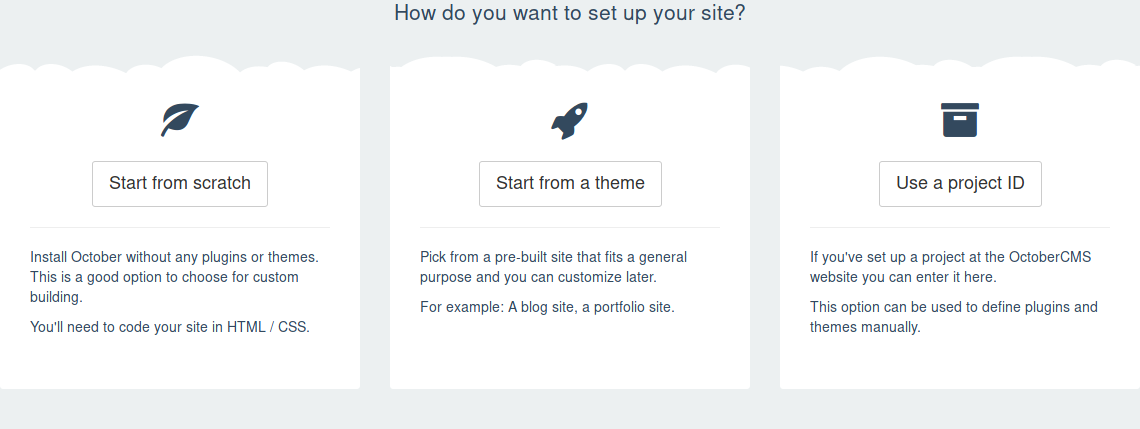 How do you want to set up your site?
Start from scratch
Install October without any plugins or themes.
This is a good option to choose for custom
building.
You'll need to code your site in HTML / CSS.
Start from a theme
Pick from a pre-built site that fits a general
purpose and you can customize later.
For example: A blog site, a portfolio site.
Use a project ID
If you've set up a project at the OctoberCMS
website you can enter it here.
This option can be used to define plugins and
themes manually.